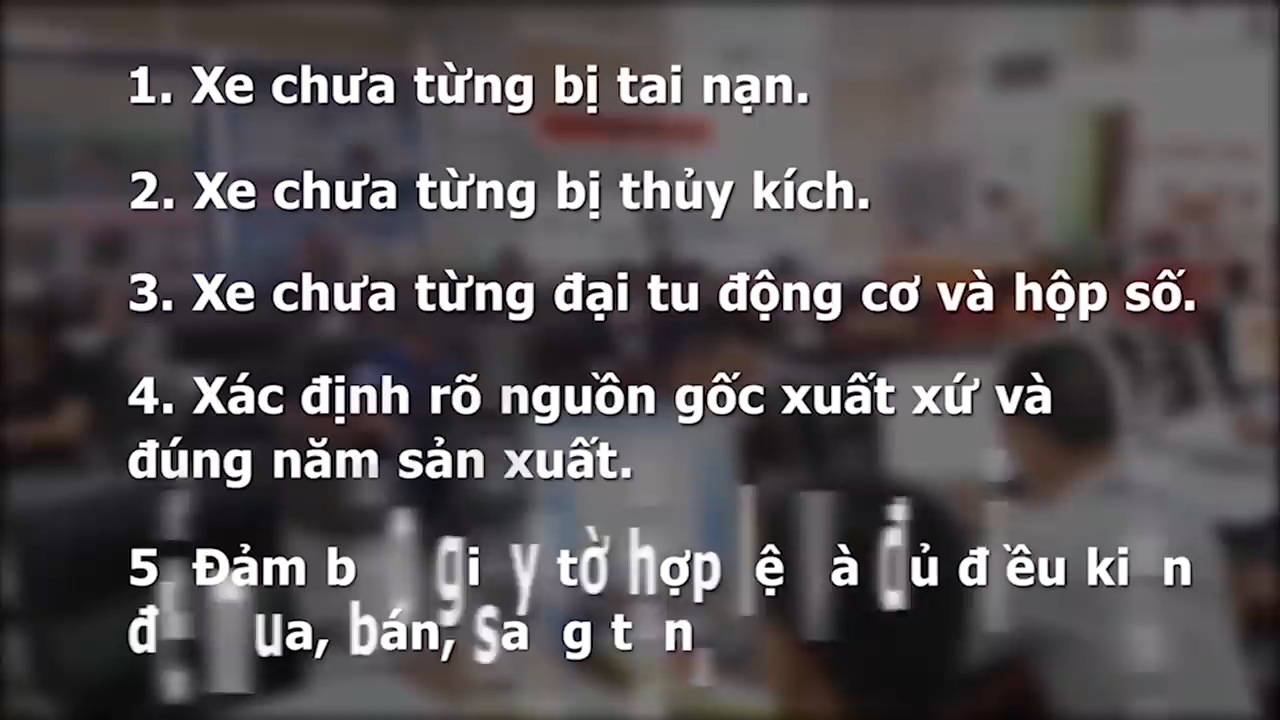 1. Xe chưa từng bị tai nạn.
2. Xe chưa từng bị thủy kích.
3. Xe chưa từng đại tu động cơ và hộp số.
4. Xác định rõ nguồn gốc xuất xứ và
đúng năm sản xuất.
5. Đảm tờ hợp đủ
bán,